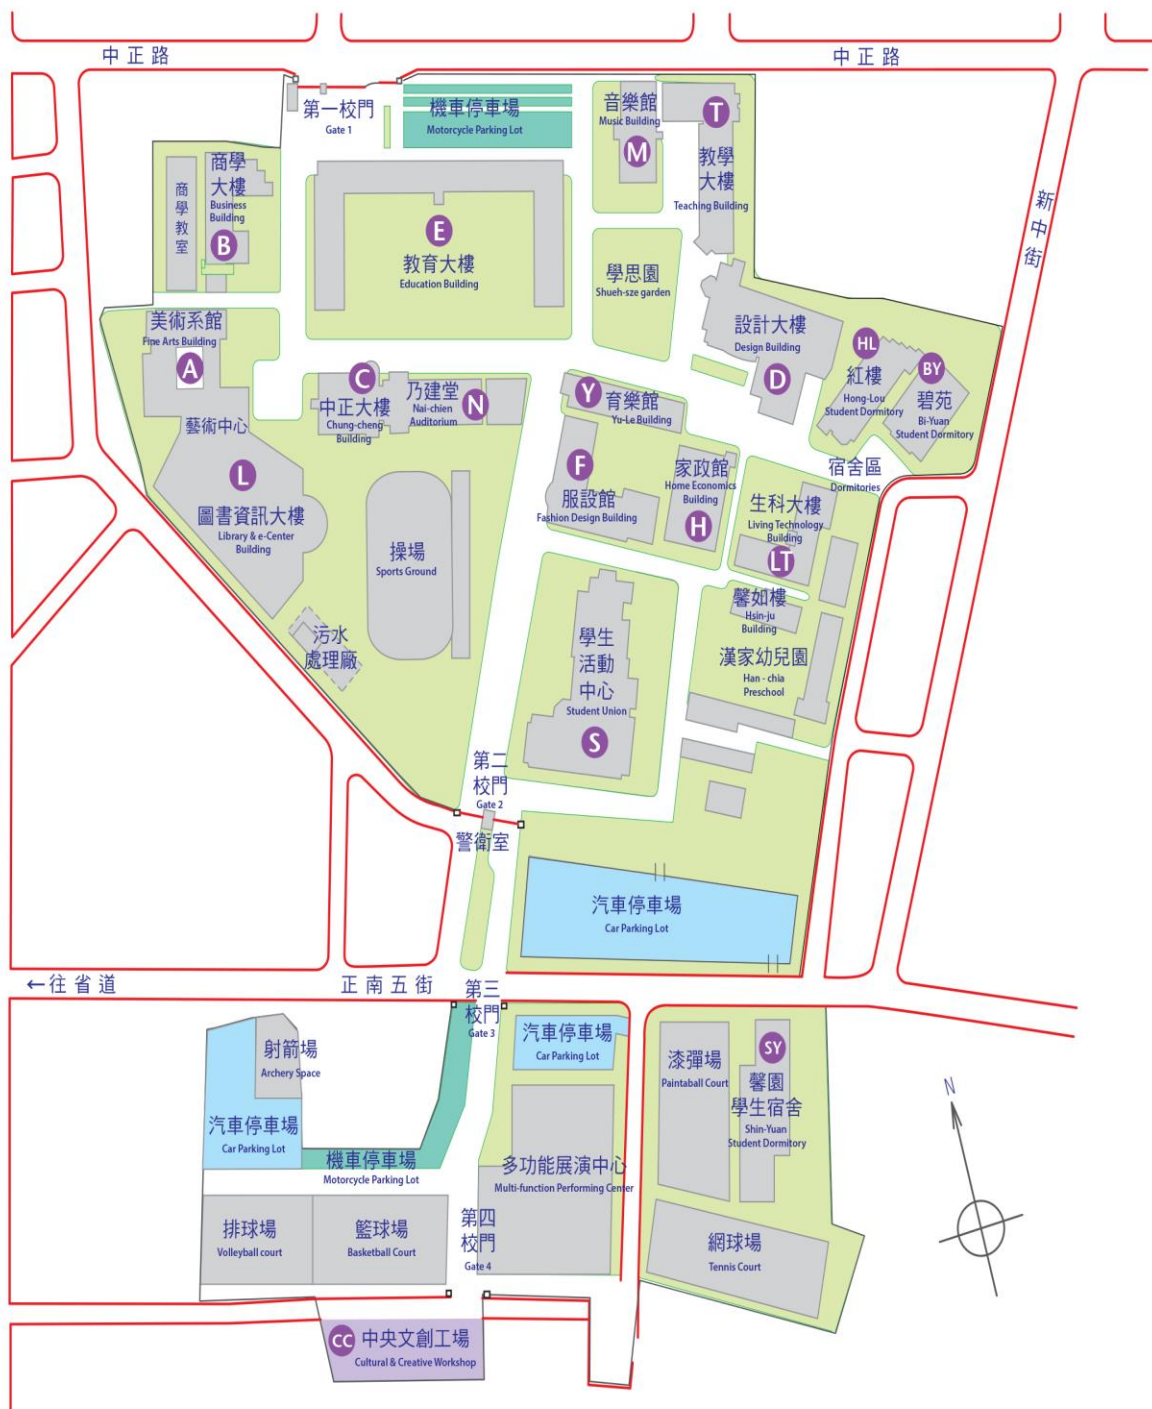 中正路
中正路
第一校門
Gate 1
機車停車場
Motorcycle Parking Lot
音樂館
Music Building
M
T
教學
大樓
Teaching Building
新中街
商學
大樓
Business
Building
B
商學教室
E
教育大樓
Education Building
學思園
Shueh-sze garden
美術系館
Fine Arts Building
A
設計大樓
Design Building
D
HL
紅樓
Hong-Lou
Student Dormitory
BY
碧苑
Bi-Yuan
Student Dormitory
C
中正大樓
Chung-cheng
Building
乃建堂
Nai-chien
Auditorium
N
Y
育樂館
Yu-Le Building
藝術中心
L
圖書資訊大樓
Library & e-Center
Building
F
服設館
Fashion Design Building
家政館
Home Economics
Building
H
宿舍區
Dormitories
生科大樓
Living Technology
Building
LT
操場
Sports Ground
馨如樓
Hsin-ju
Building
污水
處理廠
學生
活動
中心
Student Union
S
漢家幼兒園
Han - chia
Preschool
第二
校門
Gate 2
警衛室
汽車停車場
Car Parking Lot
←往省道
正南五街
第三
校門
Gate 3
射箭場
Archery Space
汽車停車場
Car Parking Lot
汽車停車場
Car Parking Lot
漆彈場
Paintaball Court
SY
馨園
學生宿舍
Shin-Yuan
Student Dormitory
N
機車停車場
Motorcycle Parking Lot
多功能展演中心
Multi-function Performing Center
排球場
Volleyball court
籃球場
Basketball Court
第四
校門
Gate 4
網球場
Tennis Court
CC
中央文創工場
Cultural & Creative Workshop